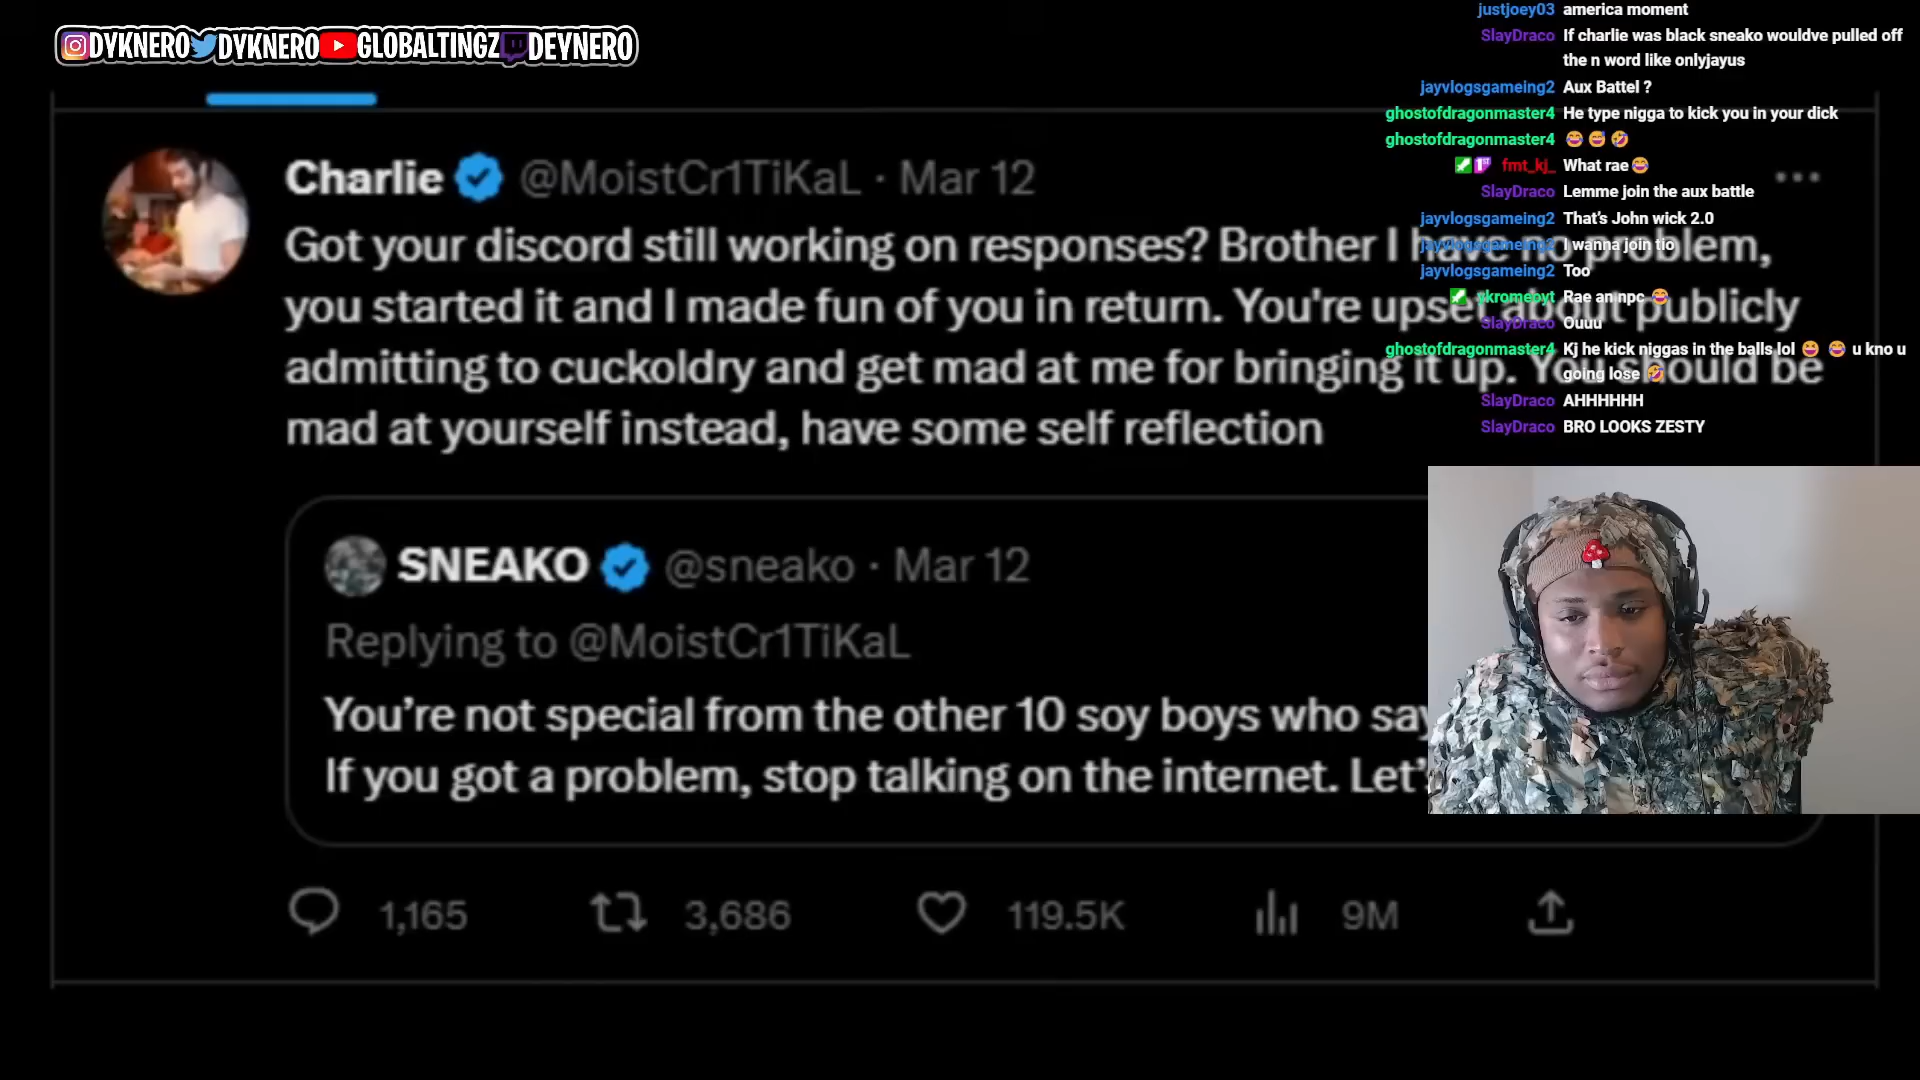 DYKNERO DYKNERO GLOBALTINGZ DEYNERO
justjoey03 america moment
SlayDraco If charlie was black sneako wouldve pulled off
the n word like onlyjayus
jayvlogsgameing2 Aux Battel ?
ghostofdragonmaster4 He type nigga to kick you in your dick
ghostofdragonmaster4 😂 😅 🤣
fmt_kj_ What rae😂
SlayDraco Lemme join the aux battle
jayvlogsgameing2 That's John wick 2.0
jayvlogsgameing2 I wanna join tio
jayvlogsgameing2 Too
ykromeoyt Rae an npc 😂
SlayDraco Ouuu
ghostofdragonmaster4 Kj he kick niggas in the balls lol 😆 😂 u kno u
going lose 🤣
SlayDraco AHHHHHH
SlayDraco BRO LOOKS ZESTY
Charlie @MoistCr1TiKaL · Mar 12
Got your discord still working on responses? Brother I have no problem,
you started it and I made fun of you in return. You're upset about publicly
admitting to cuckoldry and get mad at me for bringing it up. You should be
mad at yourself instead, have some self reflection
SNEAKO @sneako · Mar 12
Replying to @MoistCr1TiKaL
You're not special from the other 10 soy boys who say
If you got a problem, stop talking on the internet. Let's
1,165 3,686 119.5K 9M